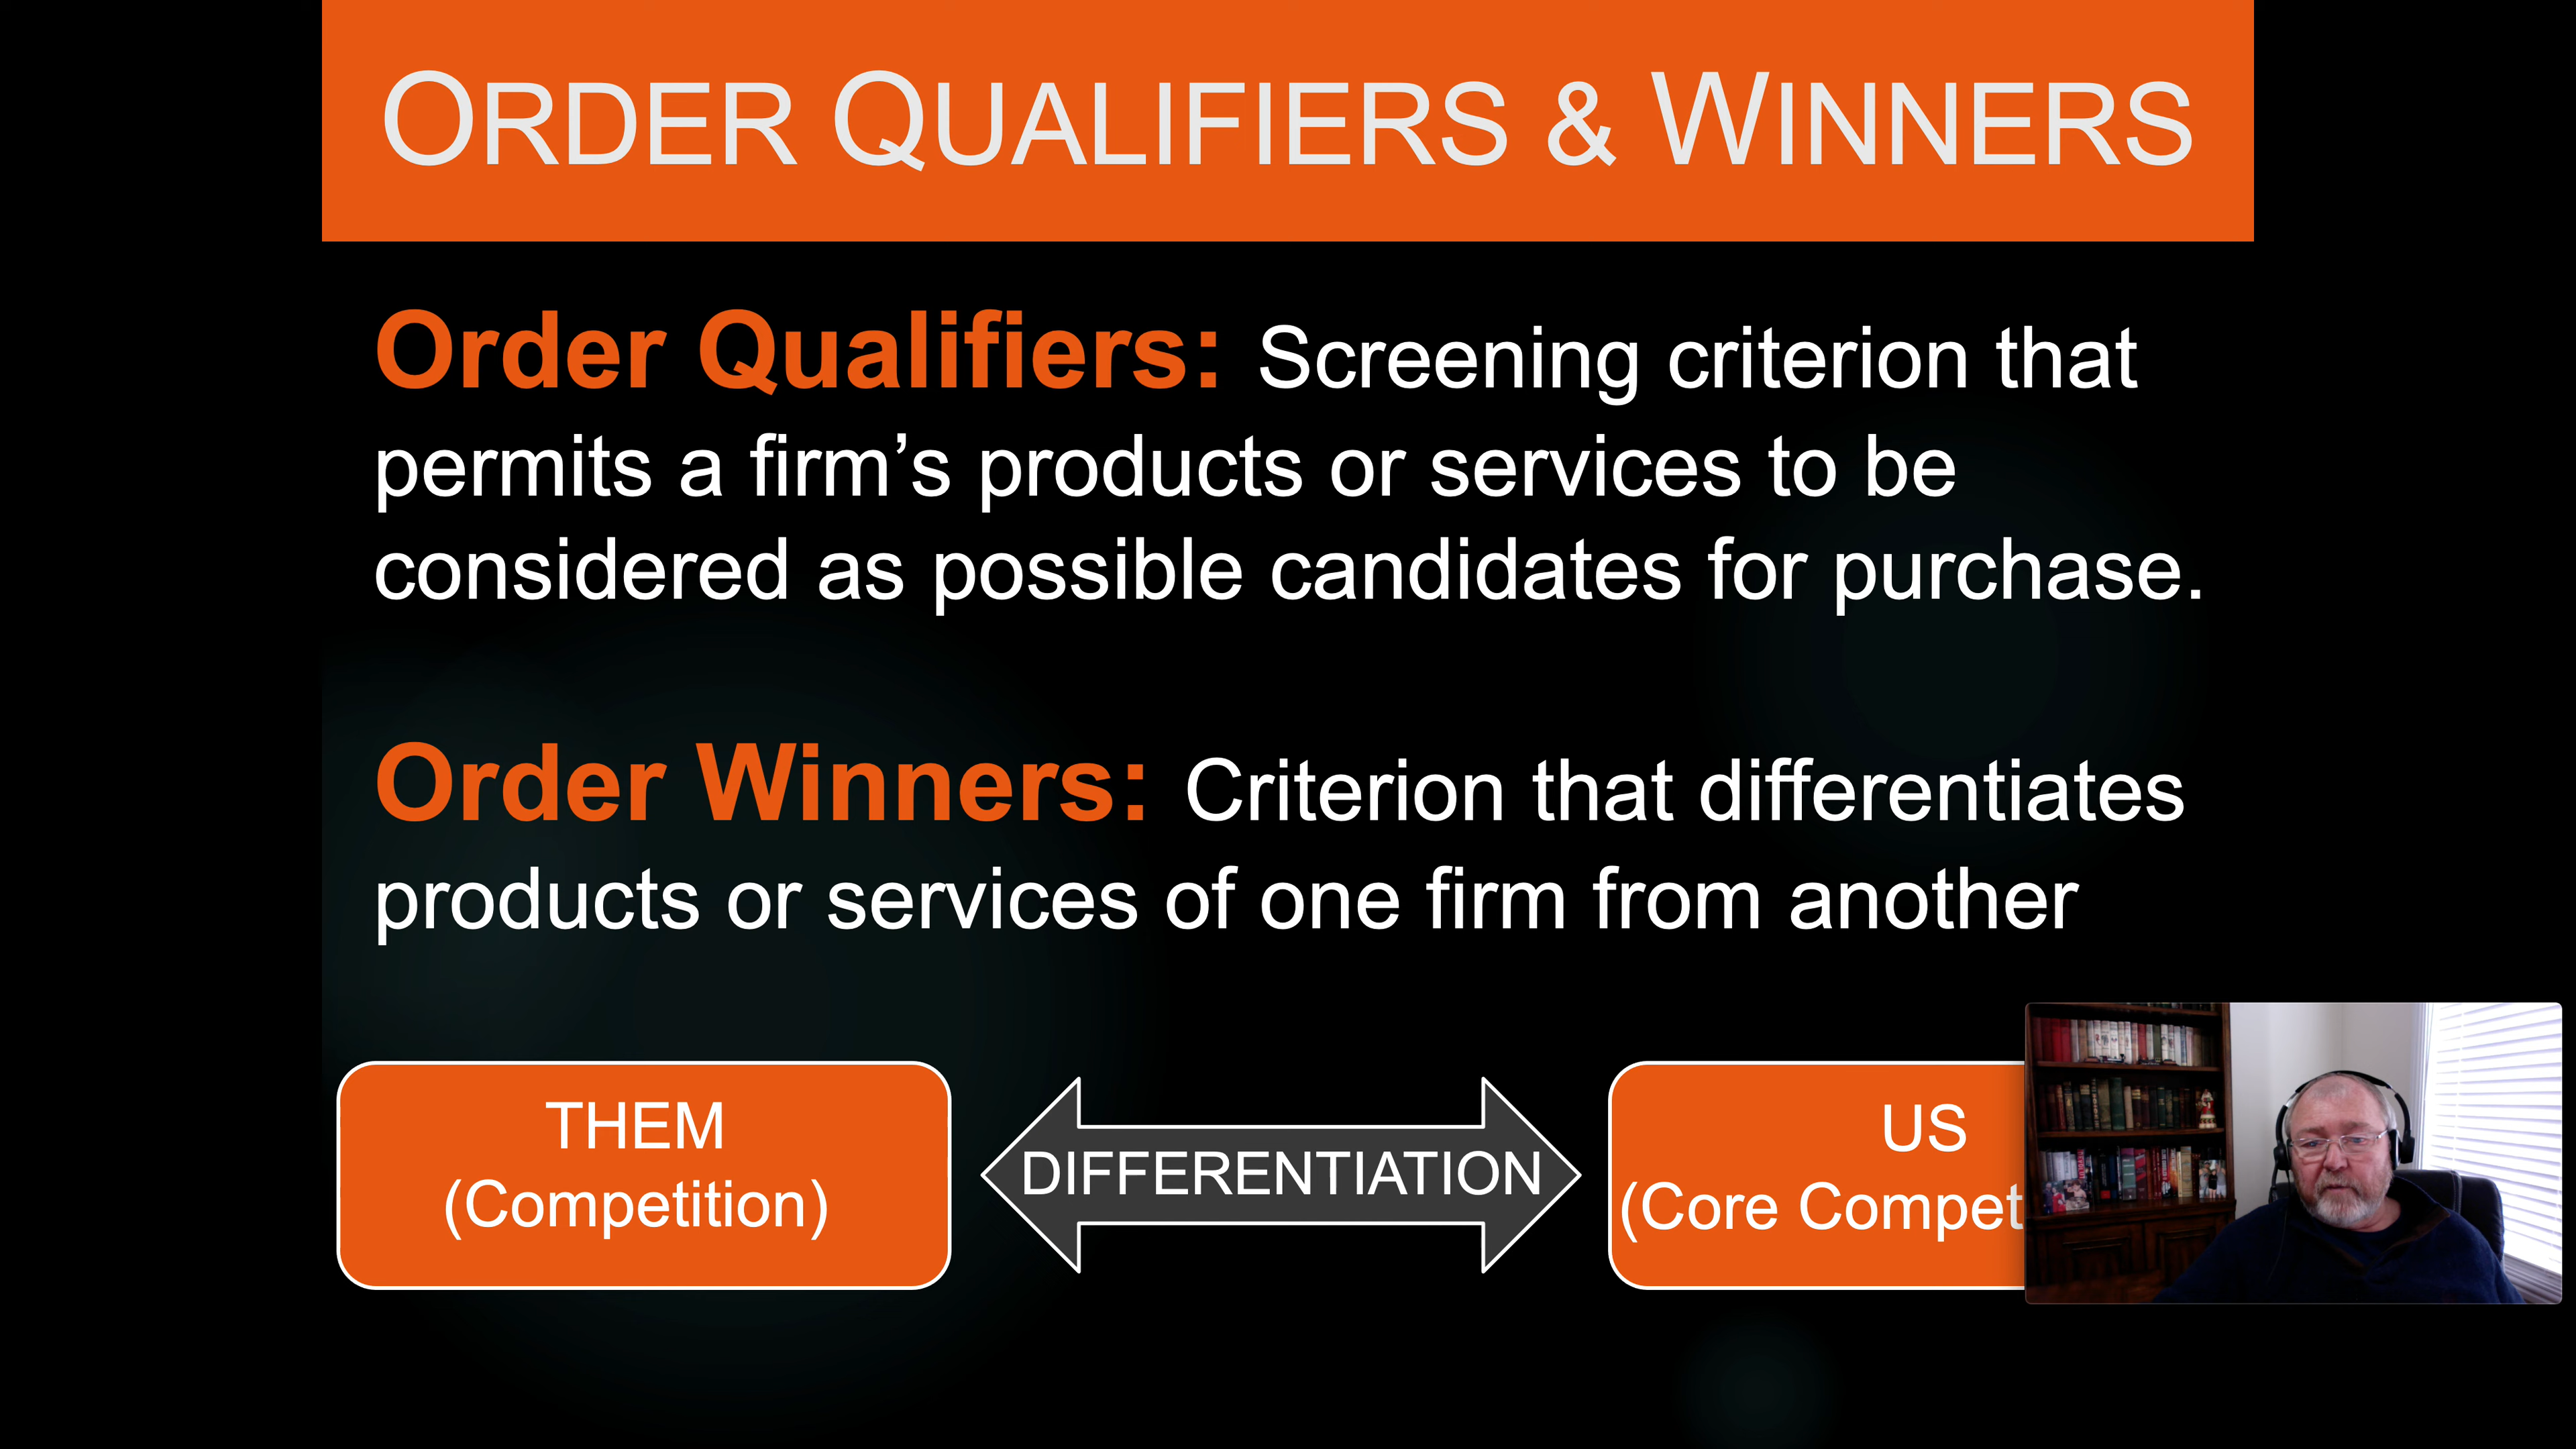 ORDER QUALIFIERS & WINNERS
Order Qualifiers: Screening criterion that
permits a firm’s products or services to be
considered as possible candidates for purchase.
Order Winners: Criterion that differentiates
products or services of one firm from another
THEM
(Competition)
DIFFERENTIATION
US
(Core Compet